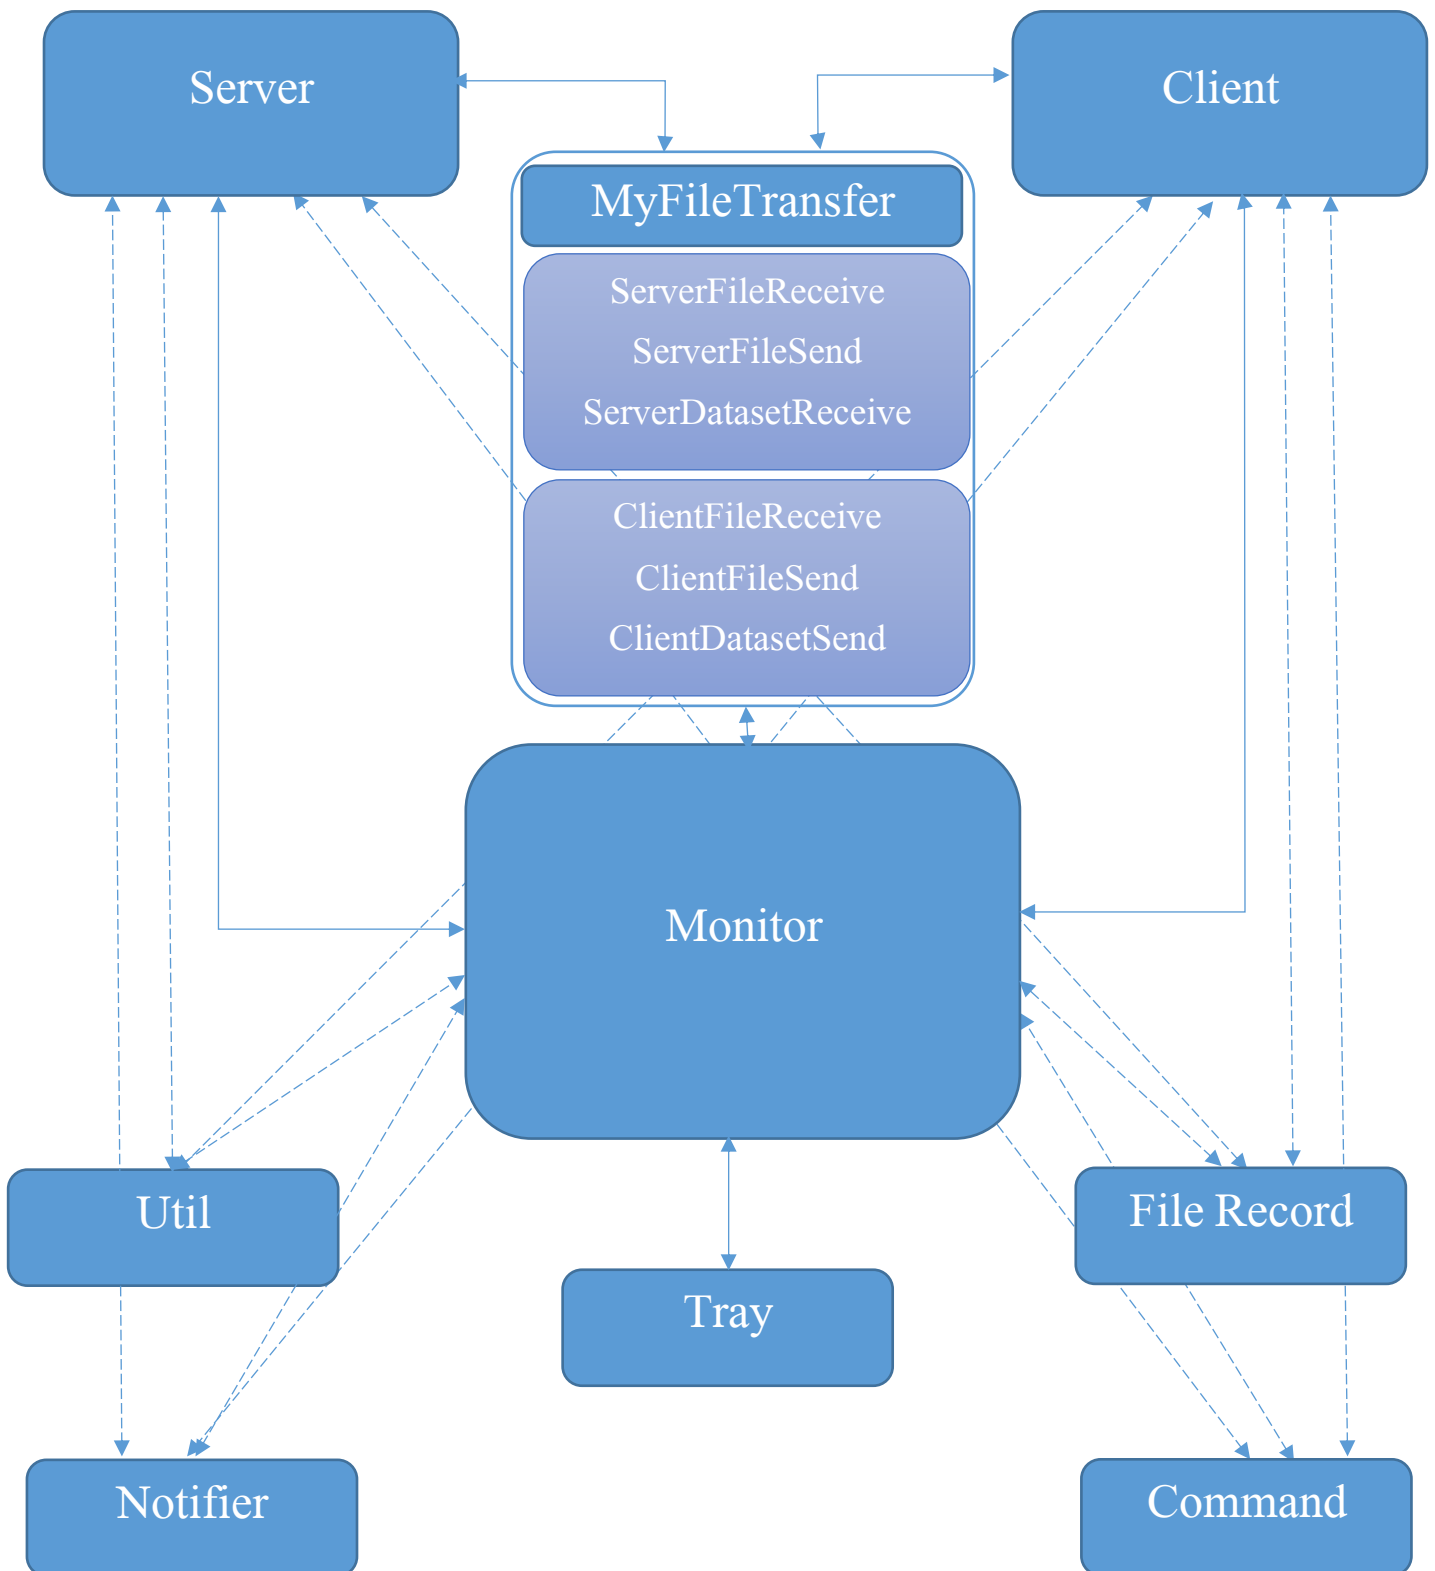 Server
Client
MyFileTransfer
ServerFileReceive
ServerFileSend
ServerDatasetReceive
ClientFileReceive
ClientFileSend
ClientDatasetSend
Monitor
Util
File Record
Tray
Notifier
Command